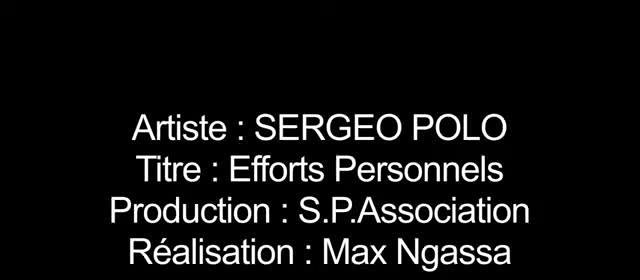 Artiste : SERGEO POLO
Titre : Efforts Personnels
Production : S.P.Association
Réalisation : Max Ngassa